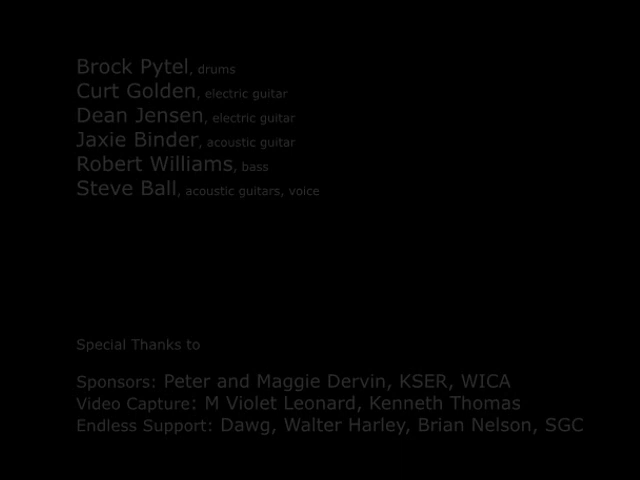 Brock Pytel, drums
Curt Golden, electric guitar
Dean Jensen, electric guitar
Jaxie Binder, acoustic guitar
Robert Williams, bass
Steve Ball, acoustic guitars, voice
Special Thanks to
Sponsors: Peter and Maggie Dervin, KSER, WICA
Video Capture: M Violet Leonard, Kenneth Thomas
Endless Support: Dawg, Walter Harley, Brian Nelson, SGC